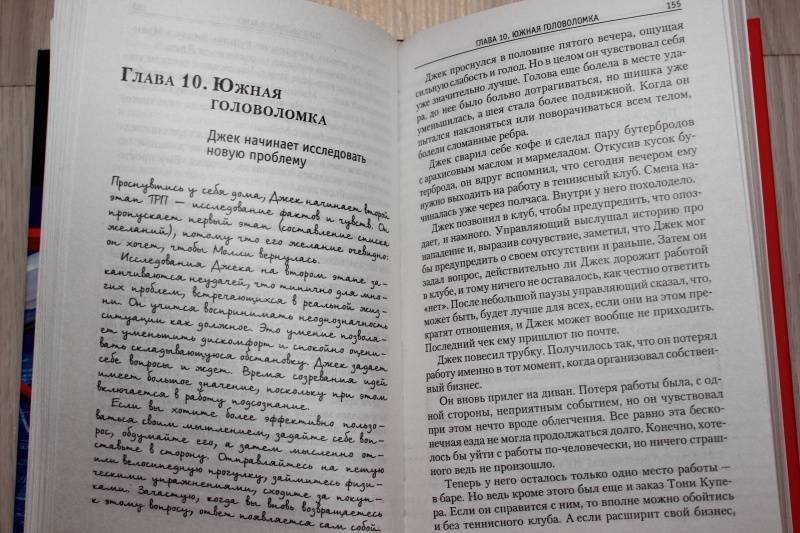 Глава 10. Южная
головоломка
Джек начинает исследовать
новую проблему
Проснувшись у себя дома, Джек начинает второй
этап ТРП — исследование фактов и чувств. Он
пропускает первый этап (составление списка
желаний), потому что его желание очевидно:
он хочет, чтобы Молли вернулась.
Исследования Джека на втором этапе за-
канчиваются неудачей, что типично для мно-
гих проблем, встречающихся в реальной жиз-
ни. Он учится воспринимать неоднозначность
ситуации как должное. Это умение позволя-
ет уменьшить дискомфорт и спокойно оцени-
вать складывающуюся обстановку. Джек задает
себе вопросы и ждет. Время созревания идей
имеет большое значение, поскольку при этом
включается в работу подсознание.
Если вы хотите более эффективно пользо-
ваться своим мышлением, задайте себе воп-
рос, обдумайте его, а затем мысленно от-
ставьте в сторону. Отправляйтесь на пешую
или велосипедную прогулку, займитесь физи-
ческими упражнениями, сходите за покуп-
ками. Зачастую, когда вы вновь возвращаетесь
к этому вопросу, ответ появляется сам собой.
ГЛАВА 10. ЮЖНАЯ ГОЛОВОЛОМКА 155
Джек проснулся в половине пятого вечера, ощущая
сильную слабость и голод. Но в целом он чувствовал себя
уже значительно лучше. Голова еще болела в месте уда-
ра, до нее было больно дотрагиваться, но шишка уже
уменьшилась, а шея стала более подвижной. Когда он
пытался наклоняться или поворачиваться всем телом,
болели сломанные ребра.
Джек сварил себе кофе и сделал пару бутербродов
с арахисовым маслом и мармеладом. Откусив кусок бу-
терброда, он вдруг вспомнил, что сегодня вечером ему
нужно выходить на работу в теннисный клуб. Смена на-
чиналась уже через полчаса. Внутри у него похолодело.
Джек позвонил в клуб, чтобы предупредить, что опоз-
дает, и намного. Управляющий выслушал историю про
нападение и, выразив сочувствие, заметил, что Джек мог
бы предупредить о своем отсутствии и раньше. Затем он
задал вопрос, действительно ли Джек дорожит работой
в клубе, и тому ничего не оставалось, как честно ответить
«нет». После небольшой паузы управляющий сказал, что,
может быть, будет лучше для всех, если они на этом пре-
кратят отношения, и Джек может вообще не приходить.
Последний чек ему пришлют по почте.
Джек повесил трубку. Получилось так, что он потерял
работу именно в тот момент, когда организовал собствен-
ный бизнес.
Он вновь прилег на диван. Потеря работы была, с од-
ной стороны, неприятным событием, но он чувствовал
при этом нечто вроде облегчения. Все равно эта беско-
нечная езда не могла продолжаться долго. Конечно, хоте-
лось бы уйти с работы по-человечески, но ничего страш-
ного ведь не произошло.
Теперь у него осталось только одно место работы —
в баре. Но ведь кроме этого был еще и заказ Тони Купе-
ра. Если он справится с ним, то вполне можно обойтись
и без теннисного клуба. А если расширит свой бизнес,